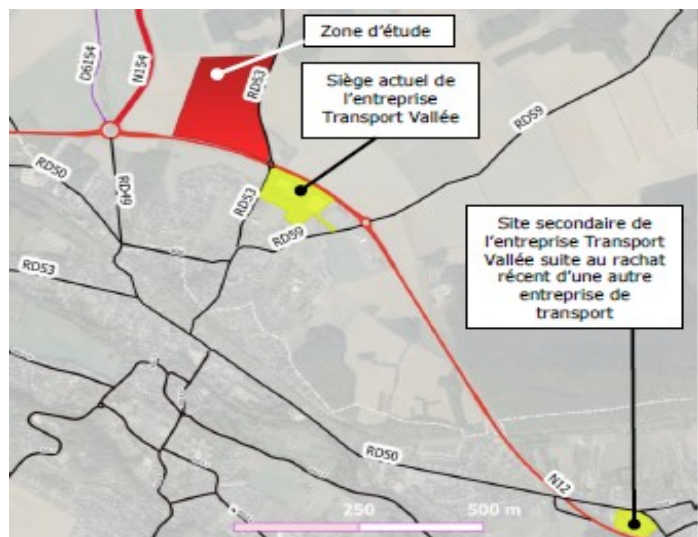 Zone d'étude
Siège actuel de
l'entreprise
Transport Vallée
Site secondaire de
l'entreprise Transport
Vallée suite au rachat
récent d'une autre
entreprise de
transport
D6154
N154
RD53
RD59
RD50
RD49
RD53
RD59
RD53
RD50
N12
250
500 m